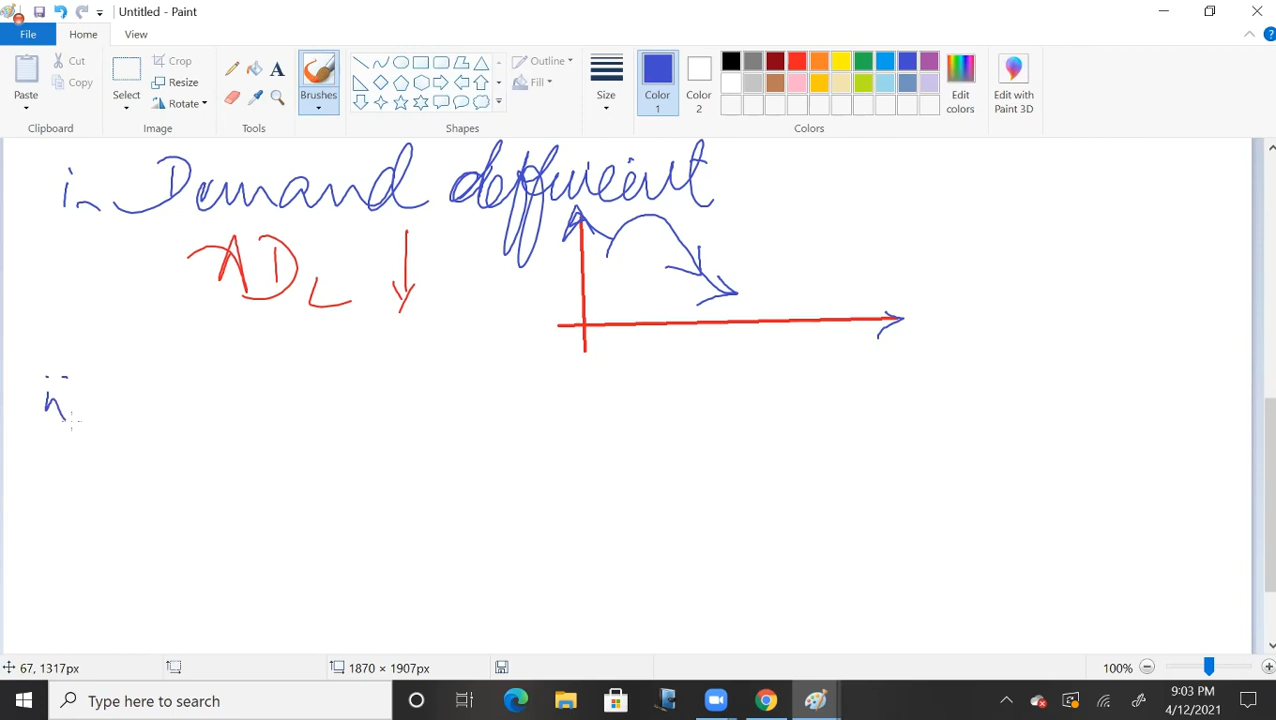 Untitled - Paint
File Home View
Paste
Cut
Copy
Clipboard
Select
Crop
Resize
Rotate
Image
A
Tools
Brushes
Shapes
Outline
Fill
Size
Color 1
Color 2
Colors
Edit colors
Edit with Paint 3D
i, Demand defficient
AD L ↓
ii,
67, 1317px
1870 × 1907px
100%
Type here to search
9:03 PM
4/12/2021